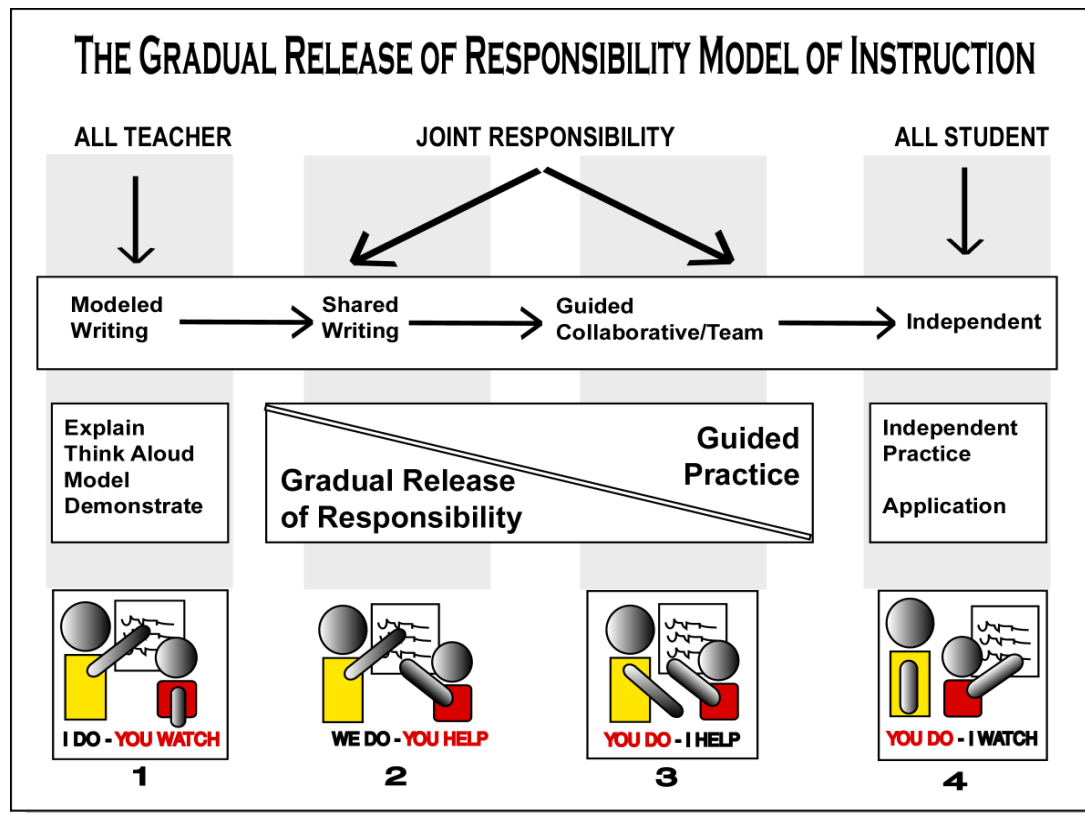 THE GRADUAL RELEASE OF RESPONSIBILITY MODEL OF INSTRUCTION
ALL TEACHER
JOINT RESPONSIBILITY
ALL STUDENT
Modeled
Writing
Shared
Writing
Guided
Collaborative/Team
Independent
Explain
Think Aloud
Model
Demonstrate
Gradual Release
of Responsibility
Guided
Practice
Independent
Practice
Application
I DO - YOU WATCH
1
WE DO - YOU HELP
2
YOU DO - I HELP
3
YOU DO - I WATCH
4